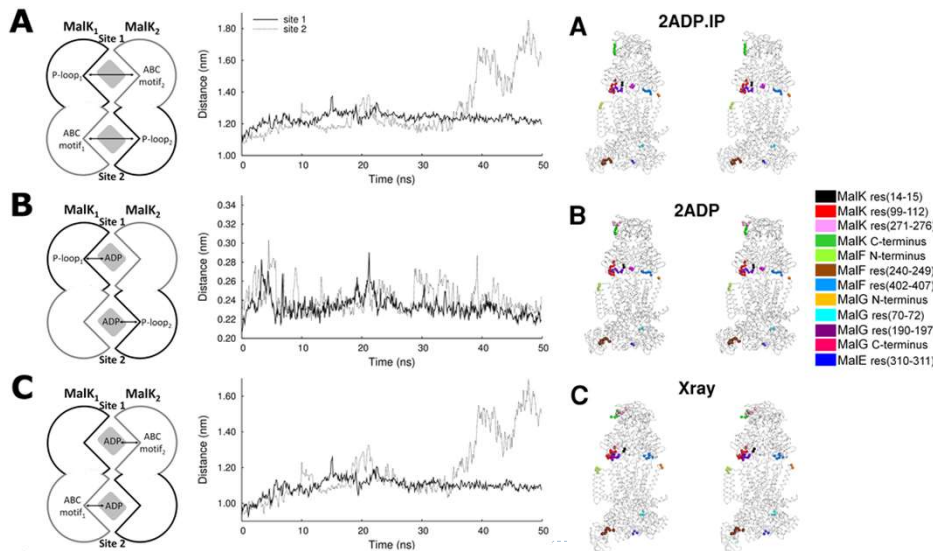 A
MalK₁ MalK₂
Site 1
P-loop₁
ABC
motif₂
ABC
motif₁
P-loop₂
Site 2
site 1
site 2
Distance (nm)
1.80
1.60
1.40
1.20
1.00
0 10 20 30 40 50
Time (ns)
B
MalK₁ MalK₂
Site 1
P-loop₁
ADP
ADP
P-loop₂
Site 2
Distance (nm)
0.34
0.32
0.30
0.28
0.26
0.24
0.22
0.20
0 10 20 30 40 50
Time (ns)
C
MalK₁ MalK₂
Site 1
ADP
ABC
motif₂
ABC
motif₁
ADP
Site 2
Distance (nm)
1.60
1.40
1.20
1.00
0 10 20 30 40 50
Time (ns)
A
2ADP.IP
B
2ADP
C
Xray
MalK res(14-15)
MalK res(99-112)
MalK res(271-276)
MalK C-terminus
MalF N-terminus
MalF res(240-249)
MalF res(402-407)
MalG N-terminus
MalG res(70-72)
MalG res(190-197
MalG C-terminus
MalE res(310-311)